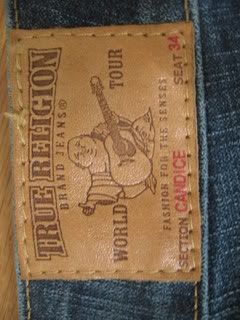 TRUE RELIGION
BRAND JEANS®
WORLD TOUR
FASHION FOR THE SENSES
SECTION CANDICE SEAT 34